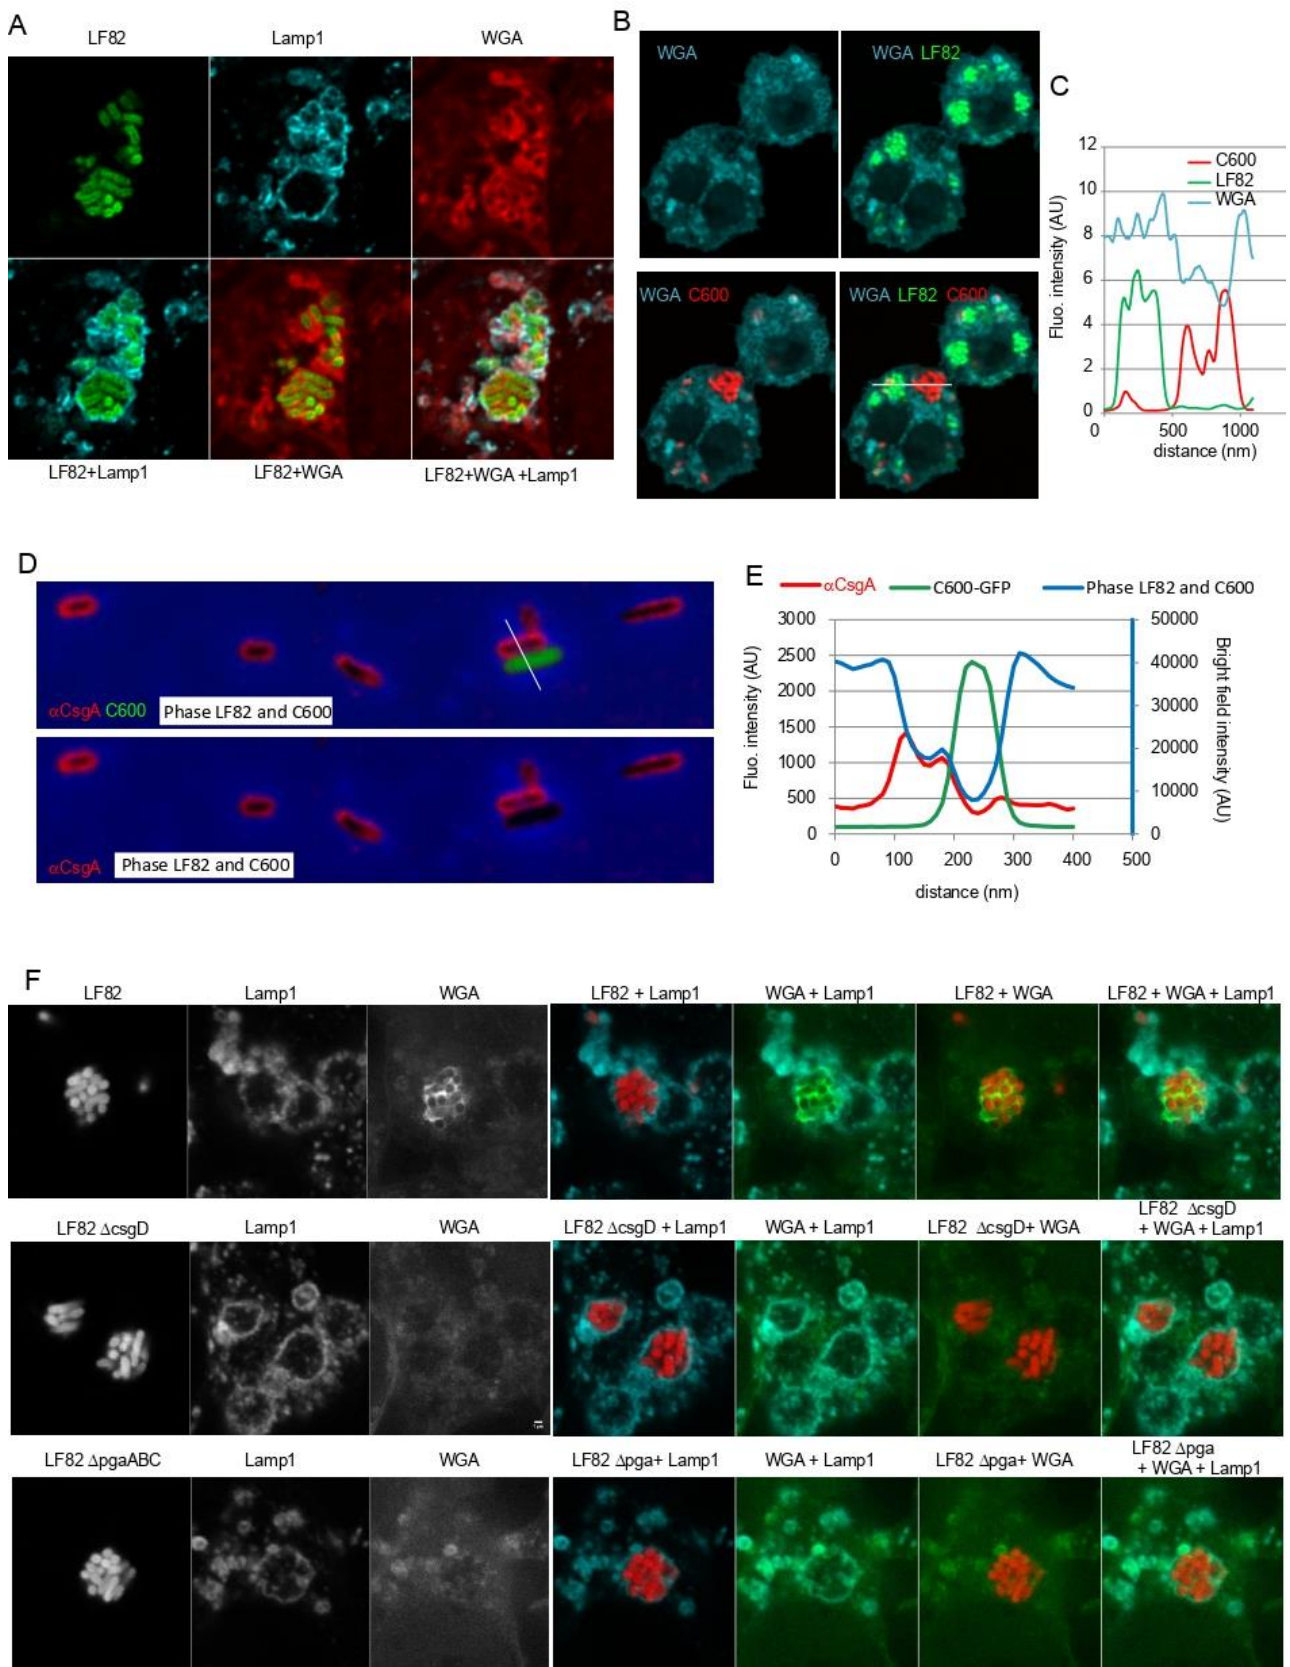 A
LF82
Lamp1
WGA
LF82+Lamp1
LF82+WGA
LF82+WGA +Lamp1
B
WGA
WGA LF82
WGA C600
WGA LF82 C600
C
12
10
8
6
4
2
0
Fluo. intensity (AU)
C600
LF82
WGA
0
500
1000
distance (nm)
D
αCsgA C600 Phase LF82 and C600
αCsgA Phase LF82 and C600
E
αCsgA
C600-GFP
Phase LF82 and C600
3000
2500
2000
1500
1000
500
0
Fluo. intensity (AU)
50000
40000
30000
20000
10000
0
Bright field intensity (AU)
0
100
200
300
400
500
distance (nm)
F
LF82
Lamp1
WGA
LF82 + Lamp1
WGA + Lamp1
LF82 + WGA
LF82 + WGA + Lamp1
LF82 ΔcsgD
Lamp1
WGA
LF82 ΔcsgD + Lamp1
WGA + Lamp1
LF82 ΔcsgD+ WGA
LF82 ΔcsgD
+ WGA + Lamp1
LF82 ΔpgaABC
Lamp1
WGA
LF82 Δpga+ Lamp1
WGA + Lamp1
LF82 Δpga+ WGA
LF82 Δpga
+ WGA + Lamp1